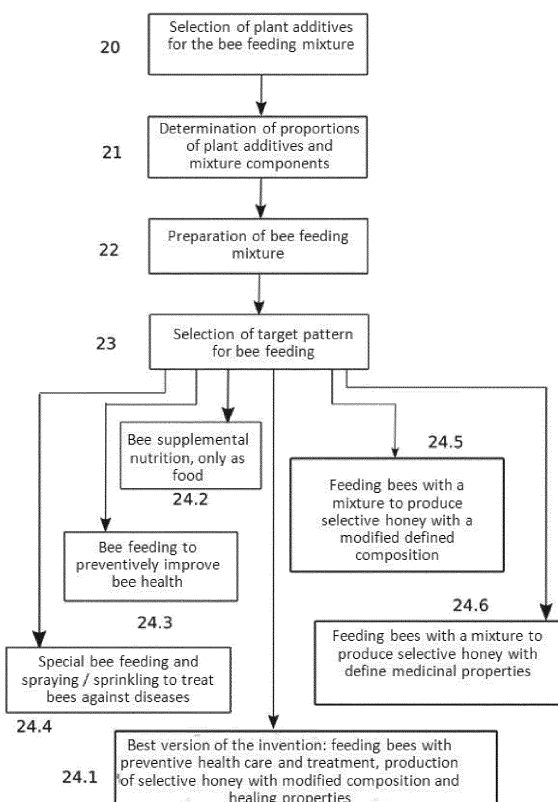 20
Selection of plant additives
for the bee feeding mixture
21
Determination of proportions
of plant additives and
mixture components
22
Preparation of bee feeding
mixture
23
Selection of target pattern
for bee feeding
Bee supplemental
nutrition, only as
food
24.2
24.5
Feeding bees with a
mixture to produce
selective honey with a
modified defined
composition
Bee feeding to
preventively improve
bee health
24.3
24.6
Feeding bees with a mixture to
produce selective honey with
define medicinal properties
Special bee feeding and
spraying / sprinkling to treat
bees against diseases
24.4
24.1
Best version of the invention: feeding bees with
preventive health care and treatment, production
of selective honey with modified composition and
healing properties